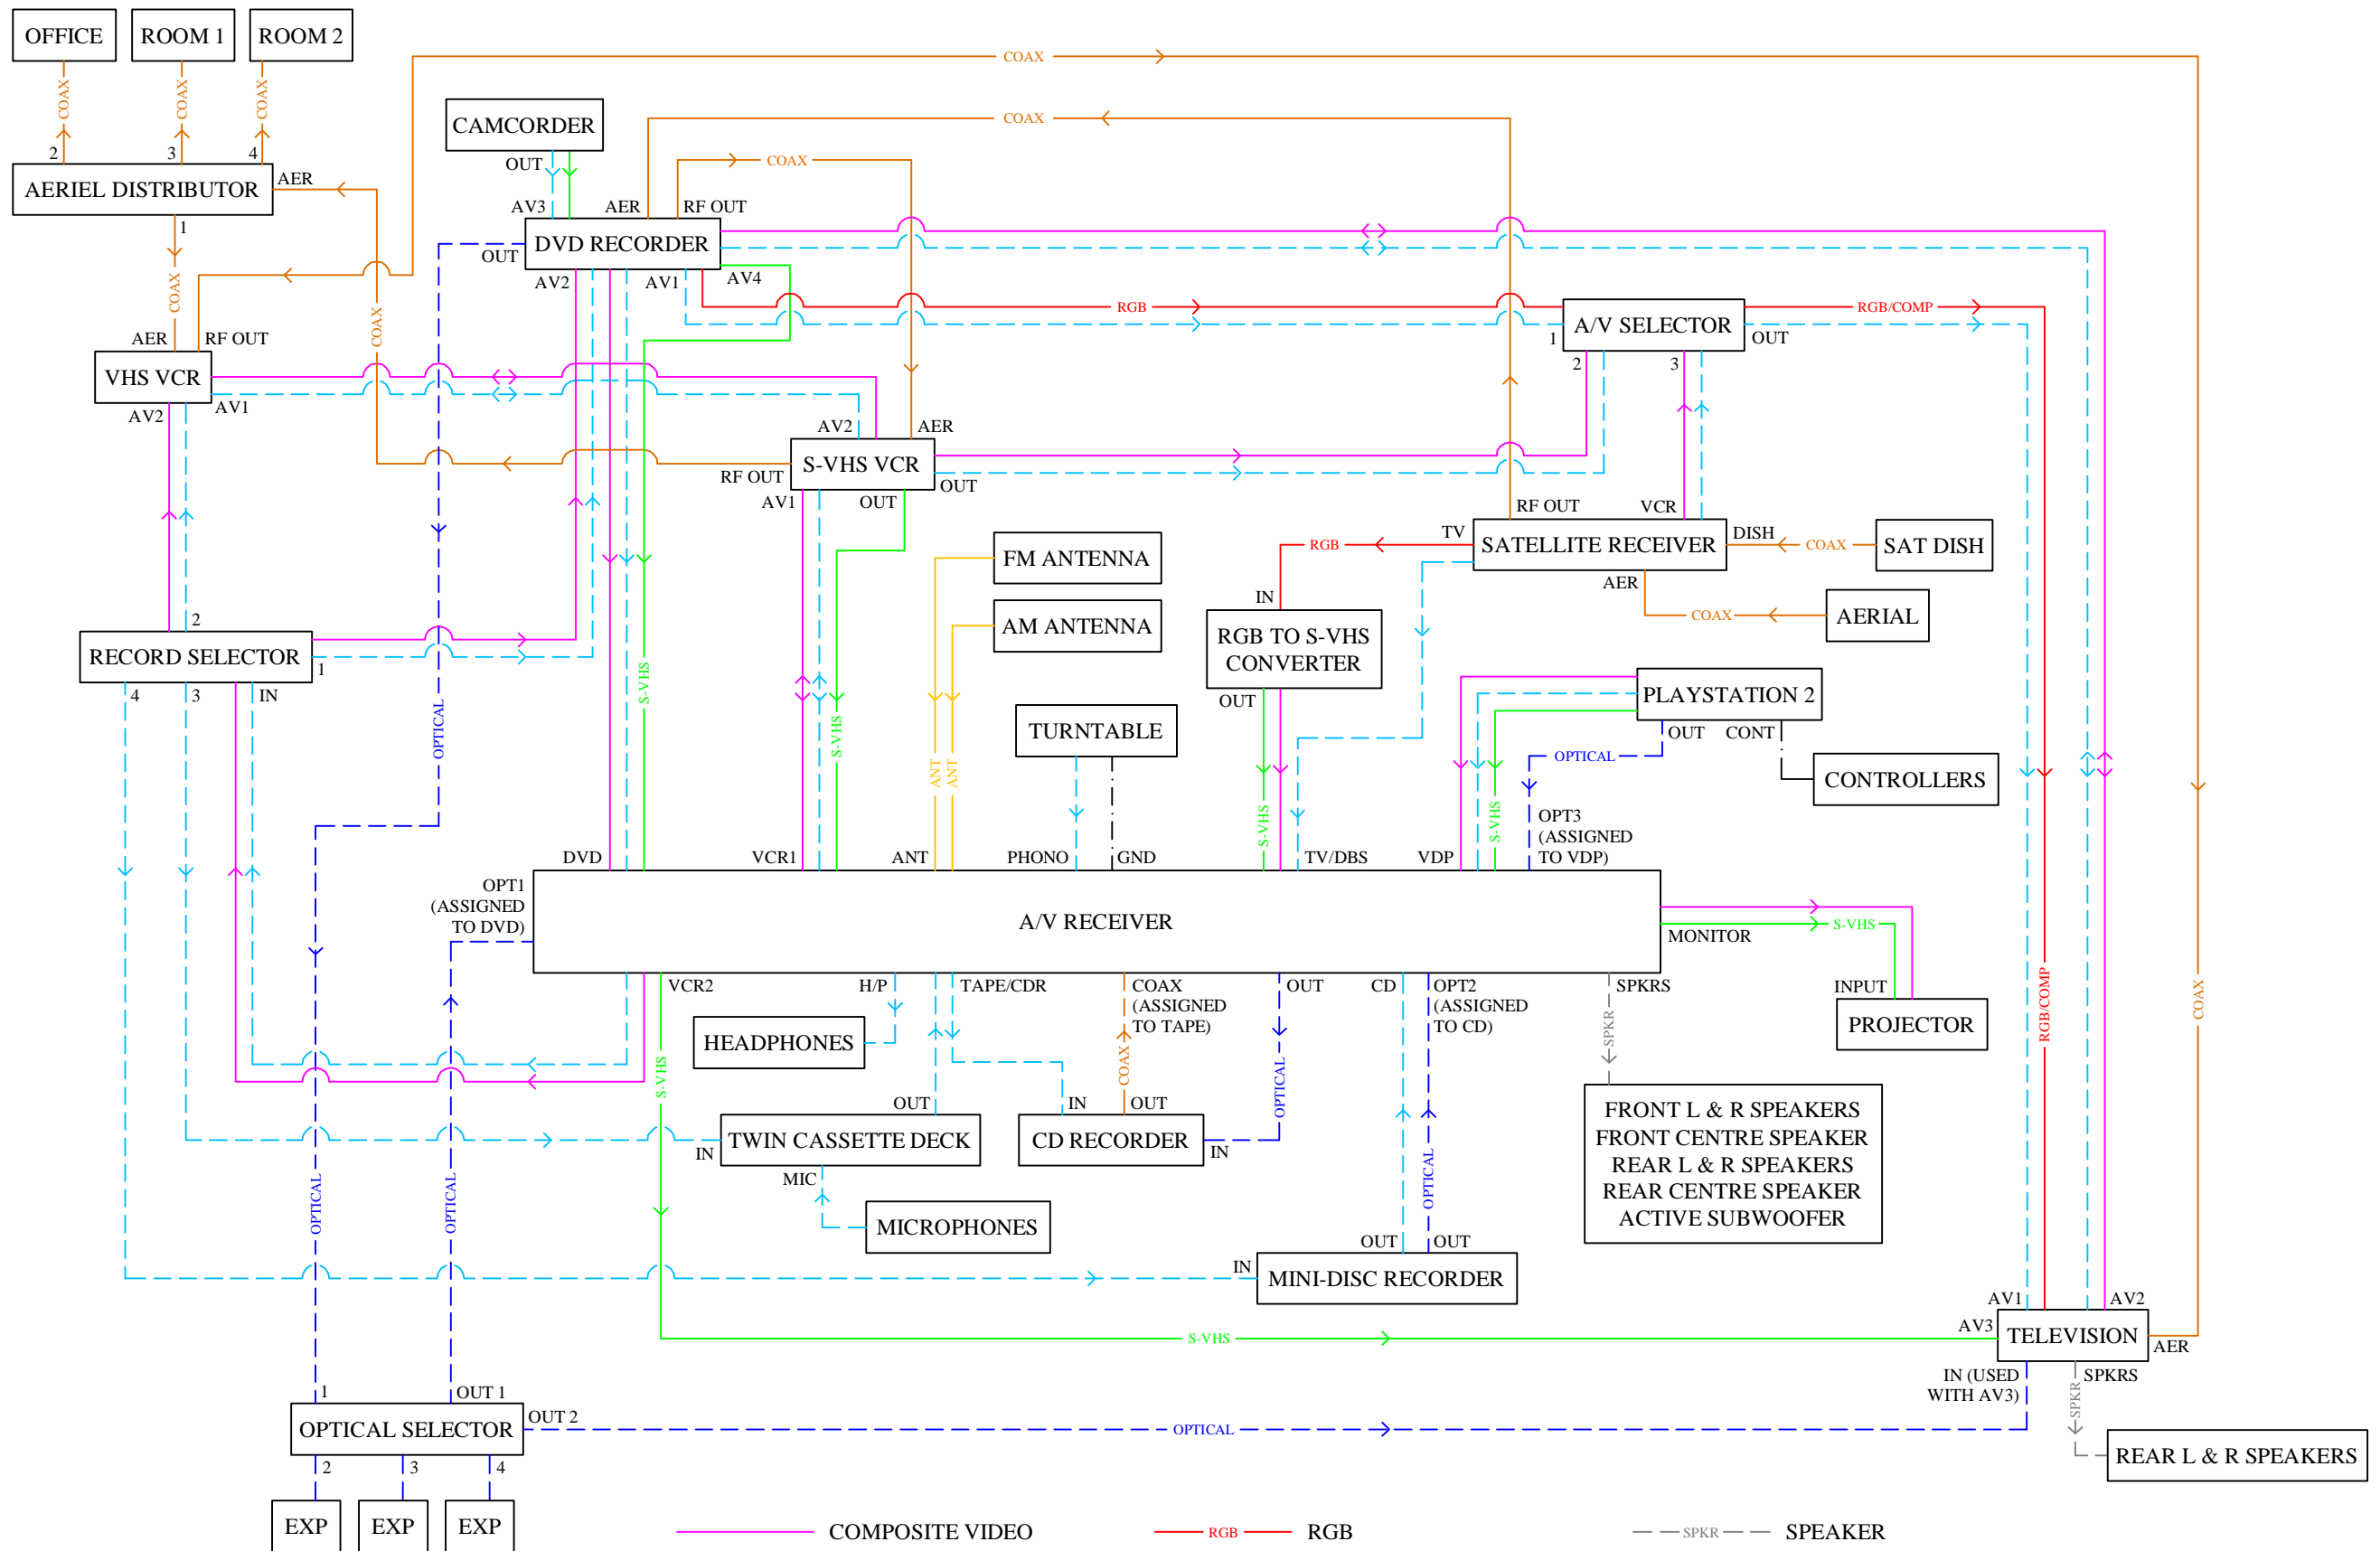 OFFICE
ROOM 1
ROOM 2
COAX
COAX
COAX
COAX
2
3
4
AERIEL DISTRIBUTOR
AER
1
COAX
COAX
CAMCORDER
OUT
COAX
COAX
AV3
AER
RF OUT
DVD RECORDER
OUT
AV2
AV1
AV4
RGB
A/V SELECTOR
1
2
3
OUT
RGB/COMP
AER
RF OUT
VHS VCR
AV2
AV1
AV2
AER
S-VHS VCR
RF OUT
OUT
AV1
OUT
RF OUT
VCR
TV
SATELLITE RECEIVER
DISH
COAX
SAT DISH
RGB
AER
COAX
AERIAL
FM ANTENNA
AM ANTENNA
IN
RGB TO S-VHS
CONVERTER
OUT
2
RECORD SELECTOR
1
4
3
IN
OPTICAL
S-VHS
S-VHS
ANT
ANT
TURNTABLE
S-VHS
S-VHS
PLAYSTATION 2
OUT
CONT
OPTICAL
CONTROLLERS
DVD
VCR1
ANT
PHONO
GND
TV/DBS
VDP
OPT3
(ASSIGNED
TO VDP)
OPT1
(ASSIGNED
TO DVD)
A/V RECEIVER
MONITOR
S-VHS
INPUT
PROJECTOR
VCR2
H/P
TAPE/CDR
COAX
(ASSIGNED
TO TAPE)
OUT
CD
OPT2
(ASSIGNED
TO CD)
SPKRS
HEADPHONES
S-VHS
COAX
OPTICAL
SPKR
RGB/COMP
COAX
OUT
TWIN CASSETTE DECK
IN
MIC
IN
OUT
CD RECORDER
IN
MICROPHONES
OPTICAL
OPTICAL
OPTICAL
FRONT L & R SPEAKERS
FRONT CENTRE SPEAKER
REAR L & R SPEAKERS
REAR CENTRE SPEAKER
ACTIVE SUBWOOFER
OUT
OUT
IN
MINI-DISC RECORDER
S-VHS
AV1
AV2
AV3
TELEVISION
AER
IN (USED
WITH AV3)
SPKRS
SPKR
REAR L & R SPEAKERS
1
OUT 1
OPTICAL SELECTOR
OUT 2
OPTICAL
2
3
4
EXP
EXP
EXP
COMPOSITE VIDEO
RGB
RGB
SPKR
SPEAKER